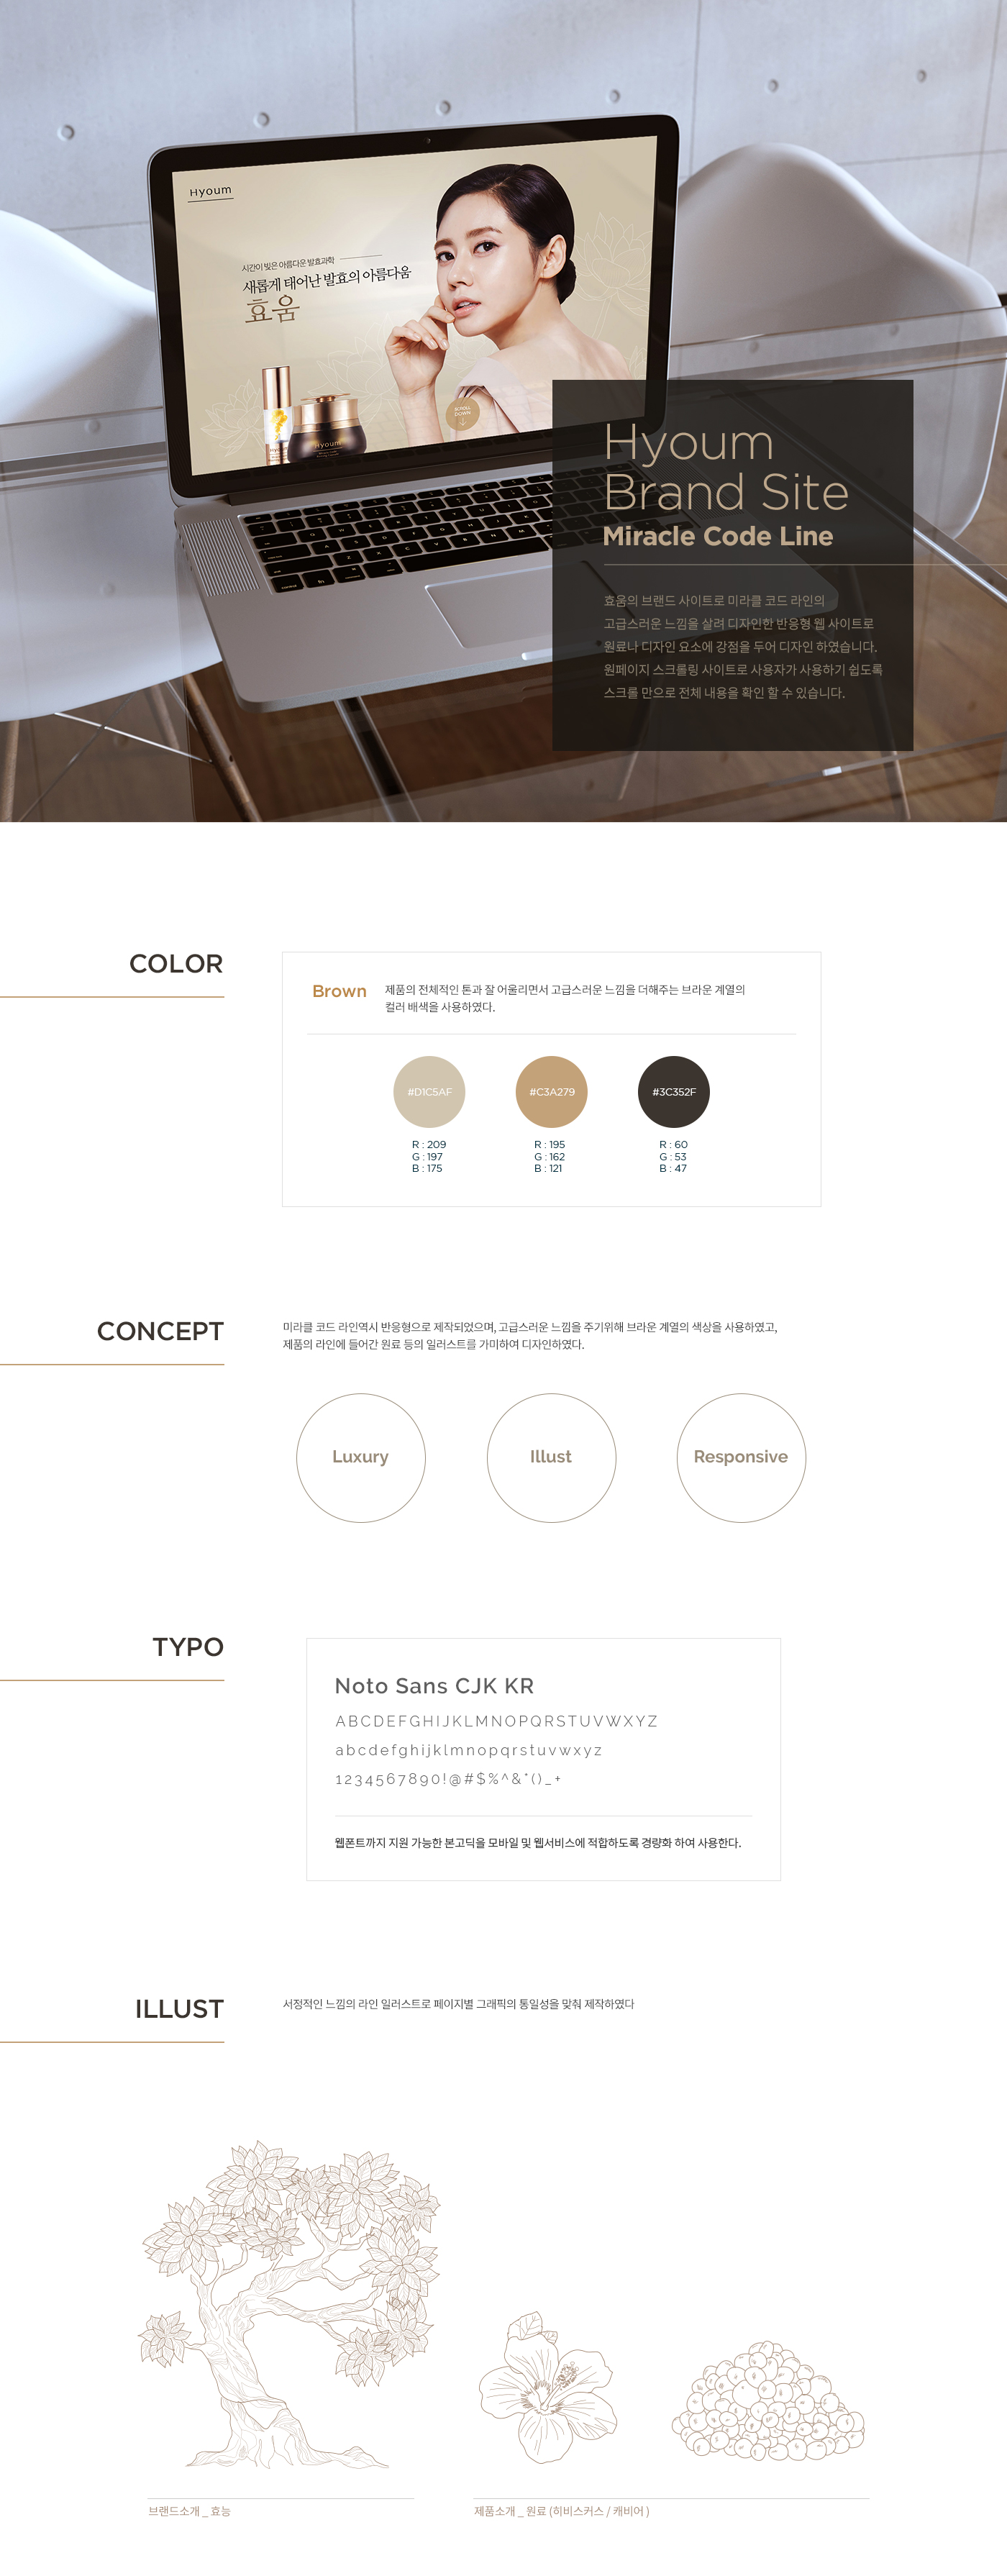 Hyoum
시간이 빚은 아름다운 발효과학
새롭게 태어난 발효의 아름다움
효움
SCROLL
DOWN
Hyoum
Hyoum
Brand Site
Miracle Code Line
효움의 브랜드 사이트로 미라클 코드 라인의
고급스러운 느낌을 살려 디자인한 반응형 웹 사이트로
원료나 디자인 요소에 강점을 두어 디자인 하였습니다.
원페이지 스크롤링 사이트로 사용자가 사용하기 쉽도록
스크롤 만으로 전체 내용을 확인 할 수 있습니다.
COLOR
Brown
제품의 전체적인 톤과 잘 어울리면서 고급스러운 느낌을 더해주는 브라운 계열의
컬러 배색을 사용하였다.
#D1C5AF
#C3A279
#3C352F
R : 209
G : 197
B : 175
R : 195
G : 162
B : 121
R : 60
G : 53
B : 47
CONCEPT
미라클 코드 라인역시 반응형으로 제작되었으며, 고급스러운 느낌을 주기위해 브라운 계열의 색상을 사용하였고,
제품의 라인에 들어간 원료 등의 일러스트를 가미하여 디자인하였다.
Luxury
Illust
Responsive
TYPO
Noto Sans CJK KR
ABCDEFGHIJKLMNOPQRSTUVWXYZ
abcdefghijklmnopqrstuvwxyz
1234567890!@#$%^&*()_+
웹폰트까지 지원 가능한 본고딕을 모바일 및 웹서비스에 적합하도록 경량화 하여 사용한다.
ILLUST
서정적인 느낌의 라인 일러스트로 페이지별 그래픽의 통일성을 맞춰 제작하였다
브랜드소개 _ 효능
제품소개 _ 원료 (히비스커스 / 캐비어 )